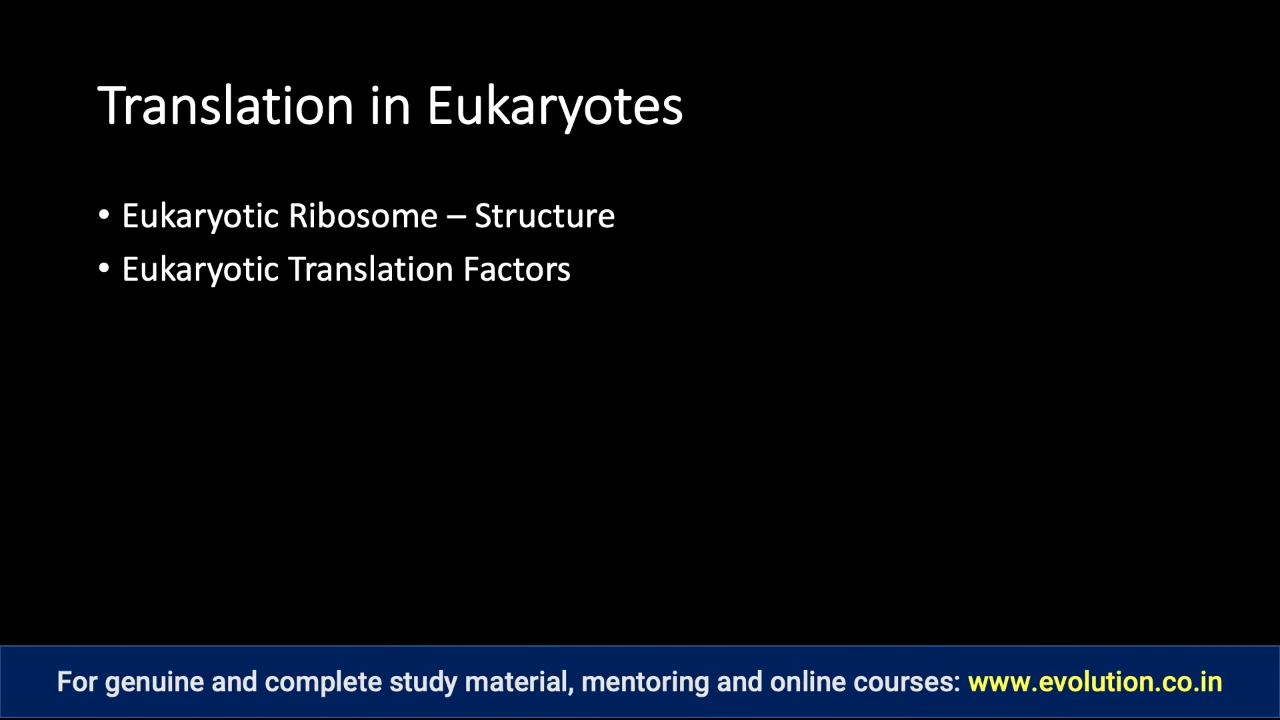 Translation in Eukaryotes
• Eukaryotic Ribosome – Structure
• Eukaryotic Translation Factors
For genuine and complete study material, mentoring and online courses: www.evolution.co.in